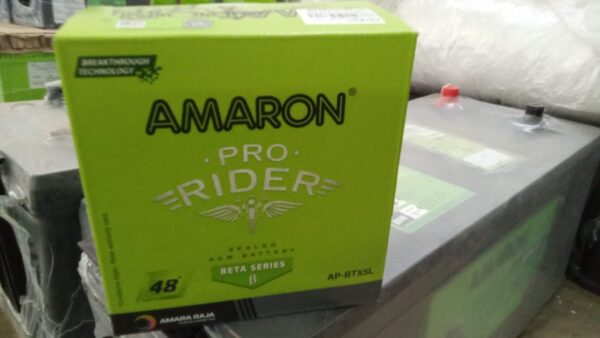 BREAKTHROUGH
TECHNOLOGY
AMARON®
PRO
RIDER
SEALED
AGM BATTERY
BETA SERIES
β
48*
AP-BTX5L
AMARA RAJA